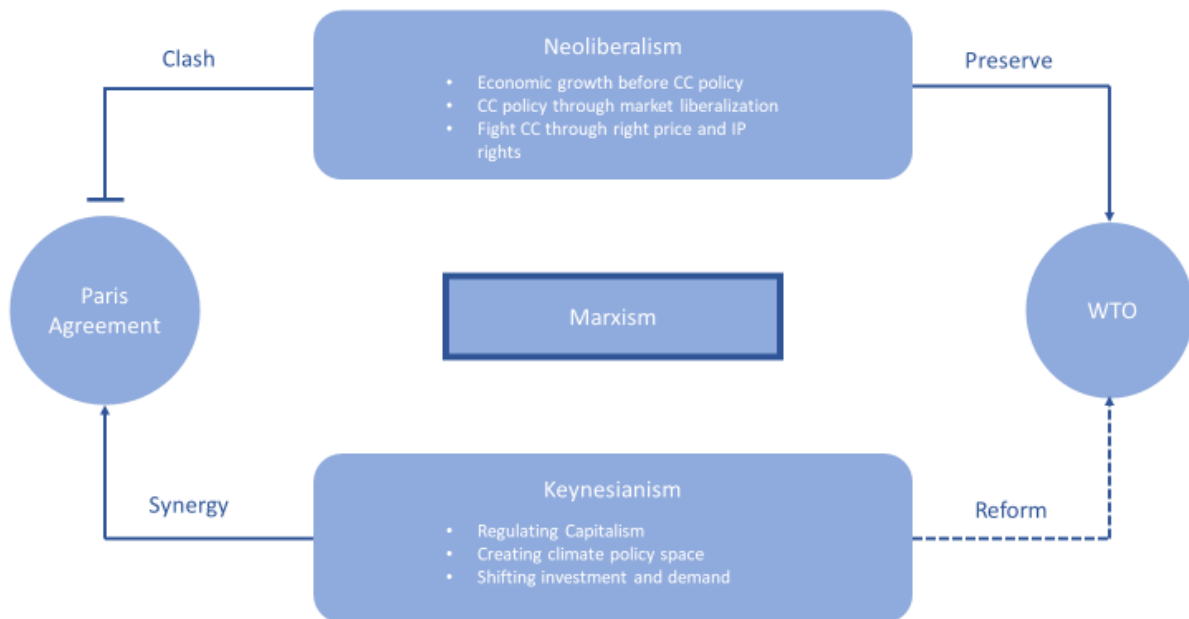 Neoliberalism
Clash
Preserve
• Economic growth before CC policy
• CC policy through market liberalization
• Fight CC through right price and IP
rights
Paris
Agreement
Marxism
WTO
Keynesianism
Synergy
Reform
• Regulating Capitalism
• Creating climate policy space
• Shifting investment and demand